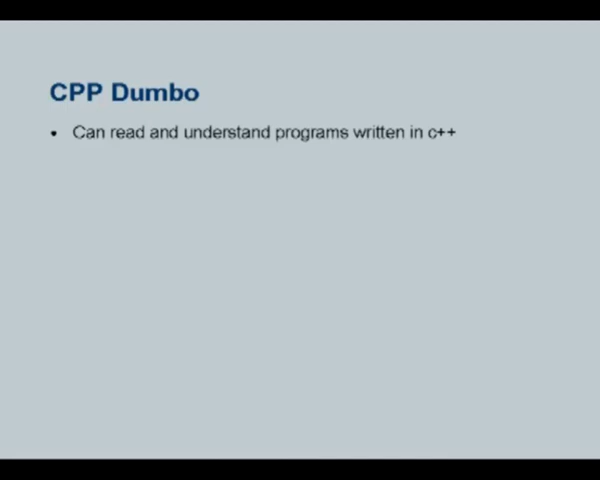 CPP Dumbo
• Can read and understand programs written in c++